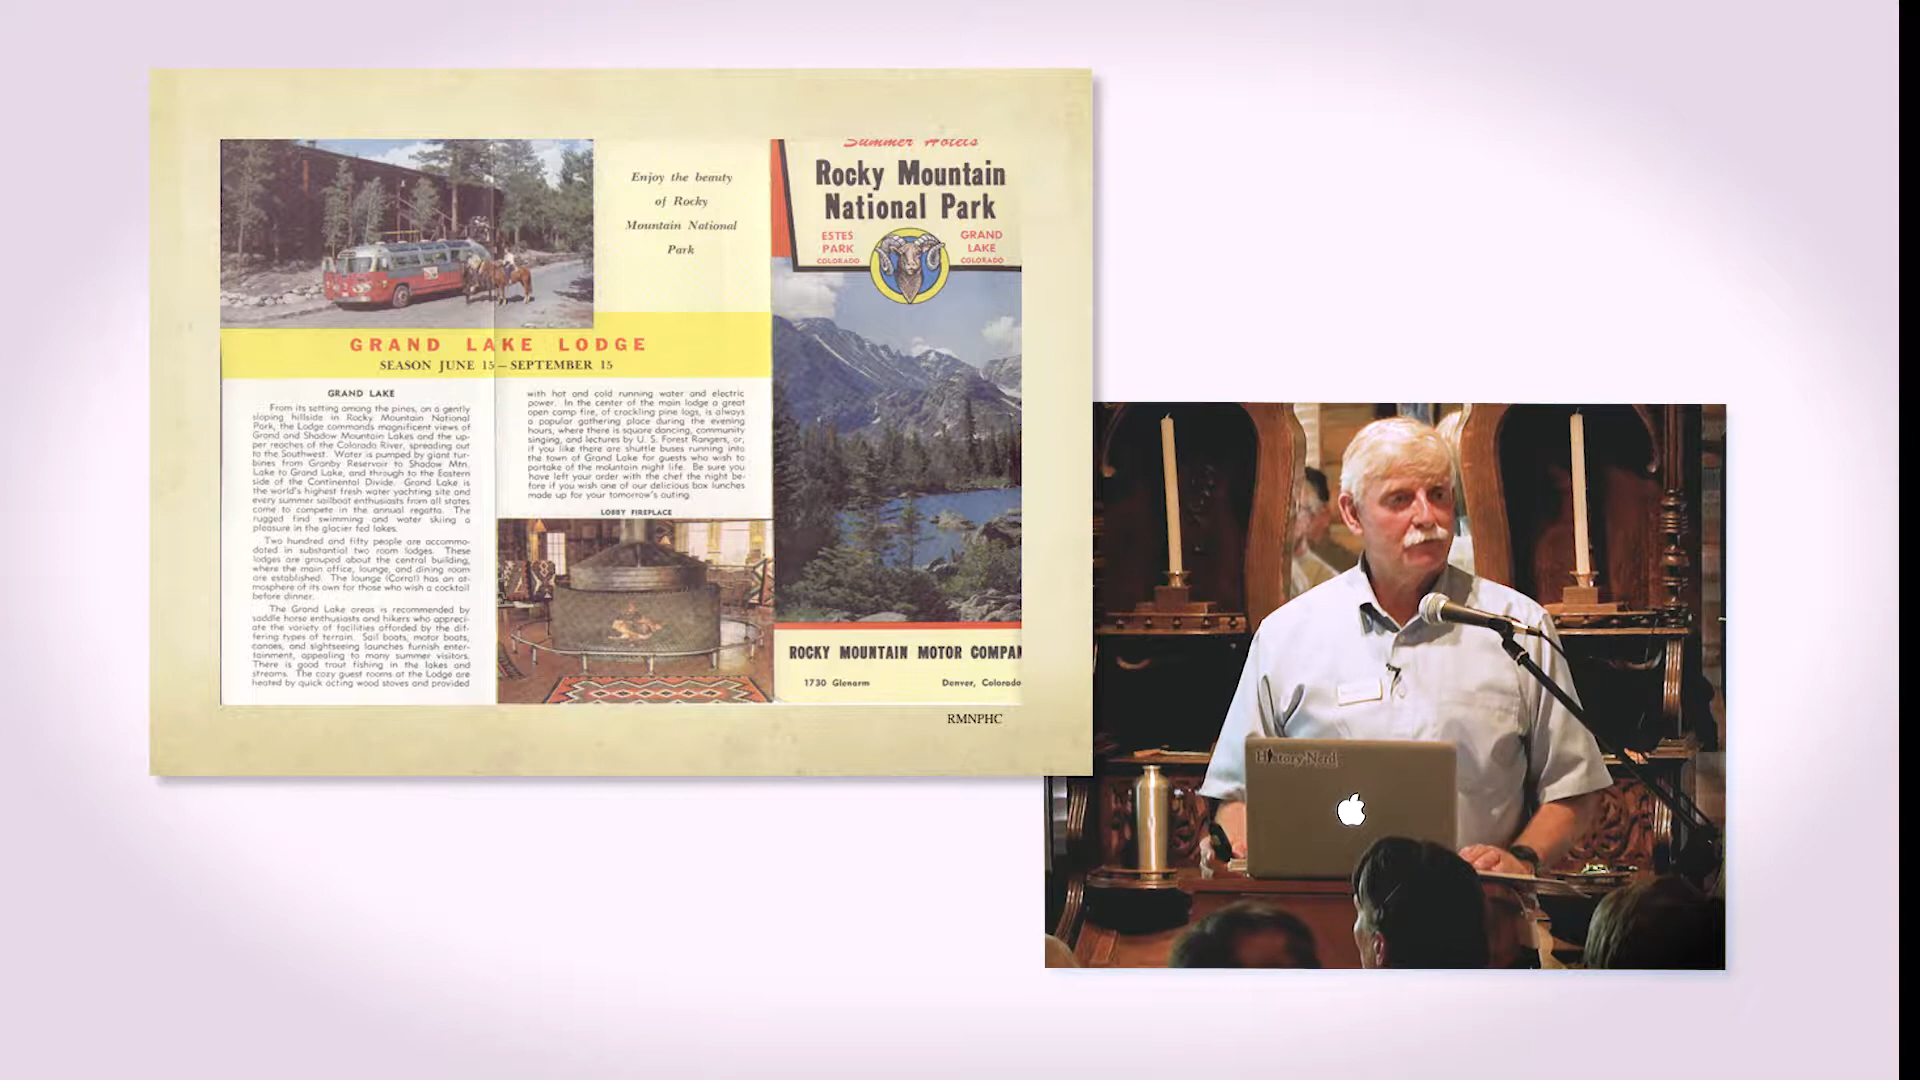 Enjoy the beauty
of Rocky
Mountain National
Park
GRAND LAKE LODGE
SEASON JUNE 15 – SEPTEMBER 15
GRAND LAKE
From its setting among the pines, on a gently
sloping hillside in Rocky Mountain National
Park, the Lodge commands magnificent views of
Grand and Shadow Mountain Lakes and the up-
per reaches of the Colorado River, spreading out
to the Southwest. Water is pumped by giant tur-
bines from Granby Reservoir to Shadow Mtn.
Lake to Grand Lake, and through to the Eastern
side of the Continental Divide. Grand Lake is
the world's highest fresh water yachting site and
every summer sailboat enthusiasts from all states
come to compete in the annual regatta. The
rugged find swimming and water skiing a
pleasure in the glacier fed lakes.
Two hundred and fifty people are accommo-
dated in substantial two room lodges. These
lodges are grouped about the central building,
where the main office, lounge, and dining room
are established. The lounge (Corral) has an at-
mosphere of its own for those who wish a cocktail
before dinner.
The Grand Lake areas is recommended by
saddle horse enthusiasts and hikers who appreci-
ate the variety of facilities afforded by the dif-
fering types of terrain. Sail boats, motor boats,
canoes, and sightseeing launches furnish enter-
tainment, appealing to many summer visitors.
There is good trout fishing in the lakes and
streams. The cozy guest rooms at the Lodge are
heated by quick acting wood stoves and provided
with hot and cold running water and electric
power. In the center of the main lodge a great
open camp fire, of crackling pine logs, is always
a popular gathering place during the evening
hours, where there is square dancing, community
singing, and lectures by U. S. Forest Rangers, or,
if you like there are shuttle buses running into
the town of Grand Lake for guests who wish to
partake of the mountain night life. Be sure you
have left your order with the chef the night be-
fore if you wish one of our delicious box lunches
made up for your tomorrow's outing.
LOBBY FIREPLACE
Summer Hotels
Rocky Mountain
National Park
ESTES
PARK
COLORADO
GRAND
LAKE
COLORADO
ROCKY MOUNTAIN MOTOR COMPAN
1730 Glenarm Denver, Colorado
RMNPHC
History Nerd